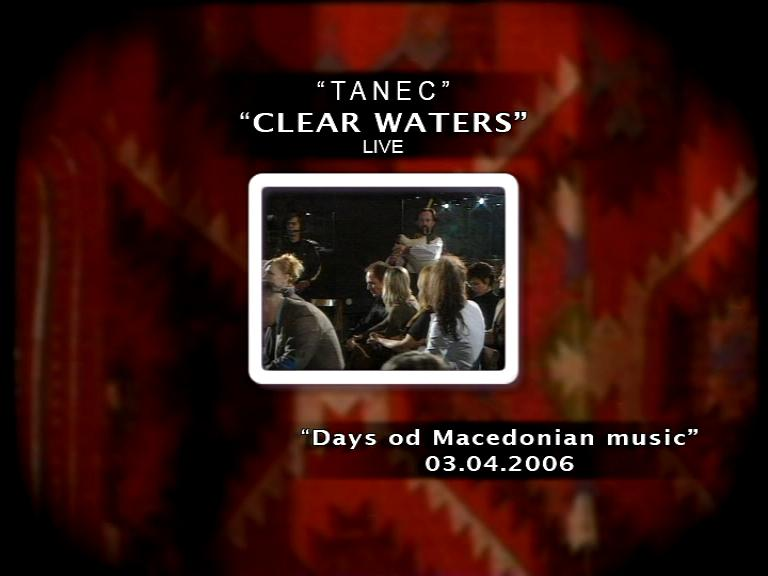 “TANEC”
“CLEAR WATERS”
LIVE
“Days od Macedonian music”
03.04.2006